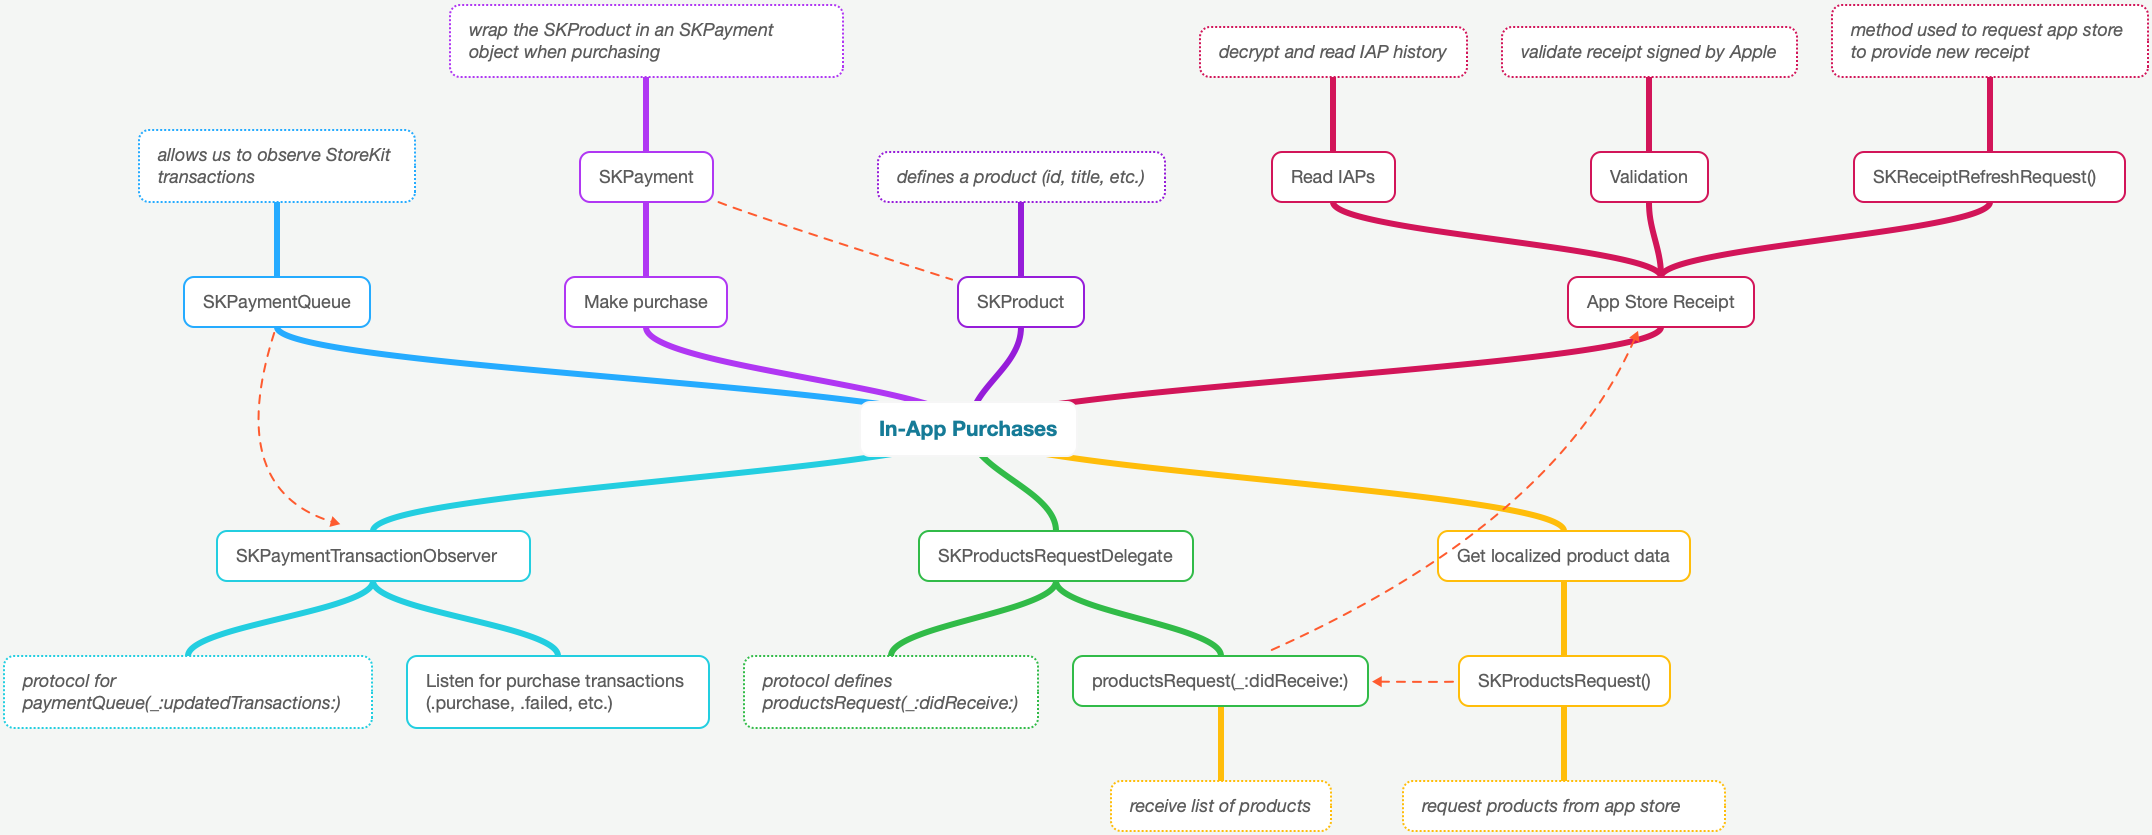 wrap the SKProduct in an SKPayment
object when purchasing
decrypt and read IAP history
validate receipt signed by Apple
method used to request app store
to provide new receipt
allows us to observe StoreKit
transactions
SKPayment
defines a product (id, title, etc.)
Read IAPs
Validation
SKReceiptRefreshRequest()
SKPaymentQueue
Make purchase
SKProduct
App Store Receipt
In-App Purchases
SKPaymentTransactionObserver
SKProductsRequestDelegate
Get localized product data
protocol for
paymentQueue(_:updatedTransactions:)
Listen for purchase transactions
(.purchase, .failed, etc.)
protocol defines
productsRequest(_:didReceive:)
productsRequest(_:didReceive:)
SKProductsRequest()
receive list of products
request products from app store